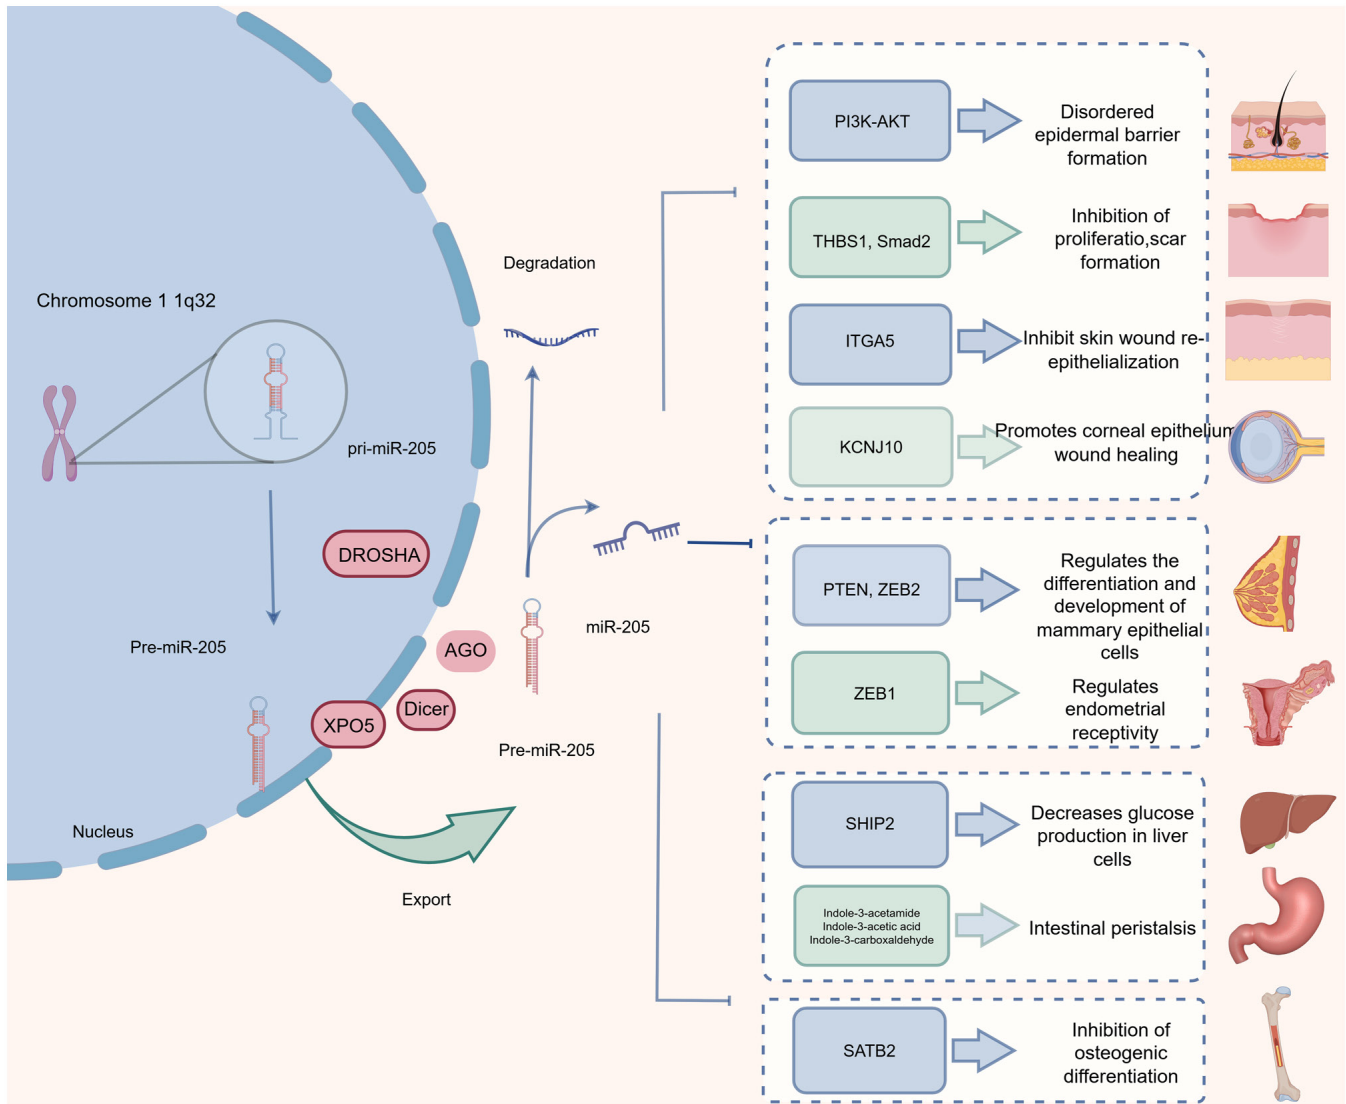 Chromosome 1 1q32
pri-miR-205
DROSHA
Pre-miR-205
XPO5
Dicer
AGO
Nucleus
Export
Degradation
miR-205
Pre-miR-205
PI3K-AKT
Disordered
epidermal barrier
formation
THBS1, Smad2
Inhibition of
proliferatio,scar
formation
ITGA5
Inhibit skin wound re-
epithelialization
KCNJ10
Promotes corneal epithelium
wound healing
PTEN, ZEB2
Regulates the
differentiation and
development of
mammary epithelial
cells
ZEB1
Regulates
endometrial
receptivity
SHIP2
Decreases glucose
production in liver
cells
Indole-3-acetamide
Indole-3-acetic acid
Indole-3-carboxaldehyde
Intestinal peristalsis
SATB2
Inhibition of
osteogenic
differentiation